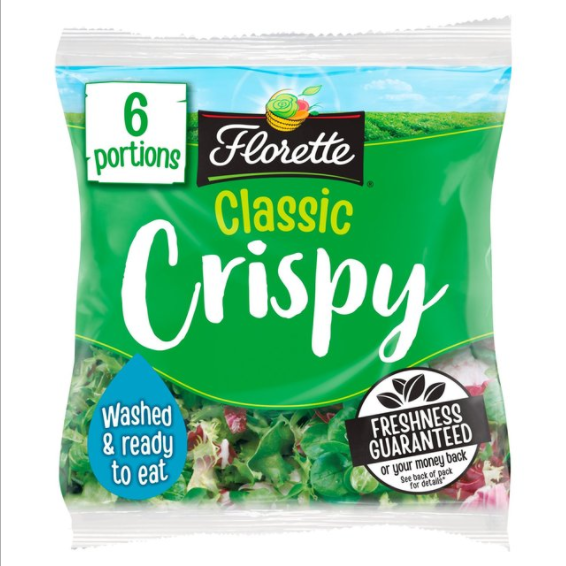 6
portions
Florette
®
Classic
Crispy
Washed
& ready
to eat
FRESHNESS
GUARANTEED
or your money back
See back of pack
for details*